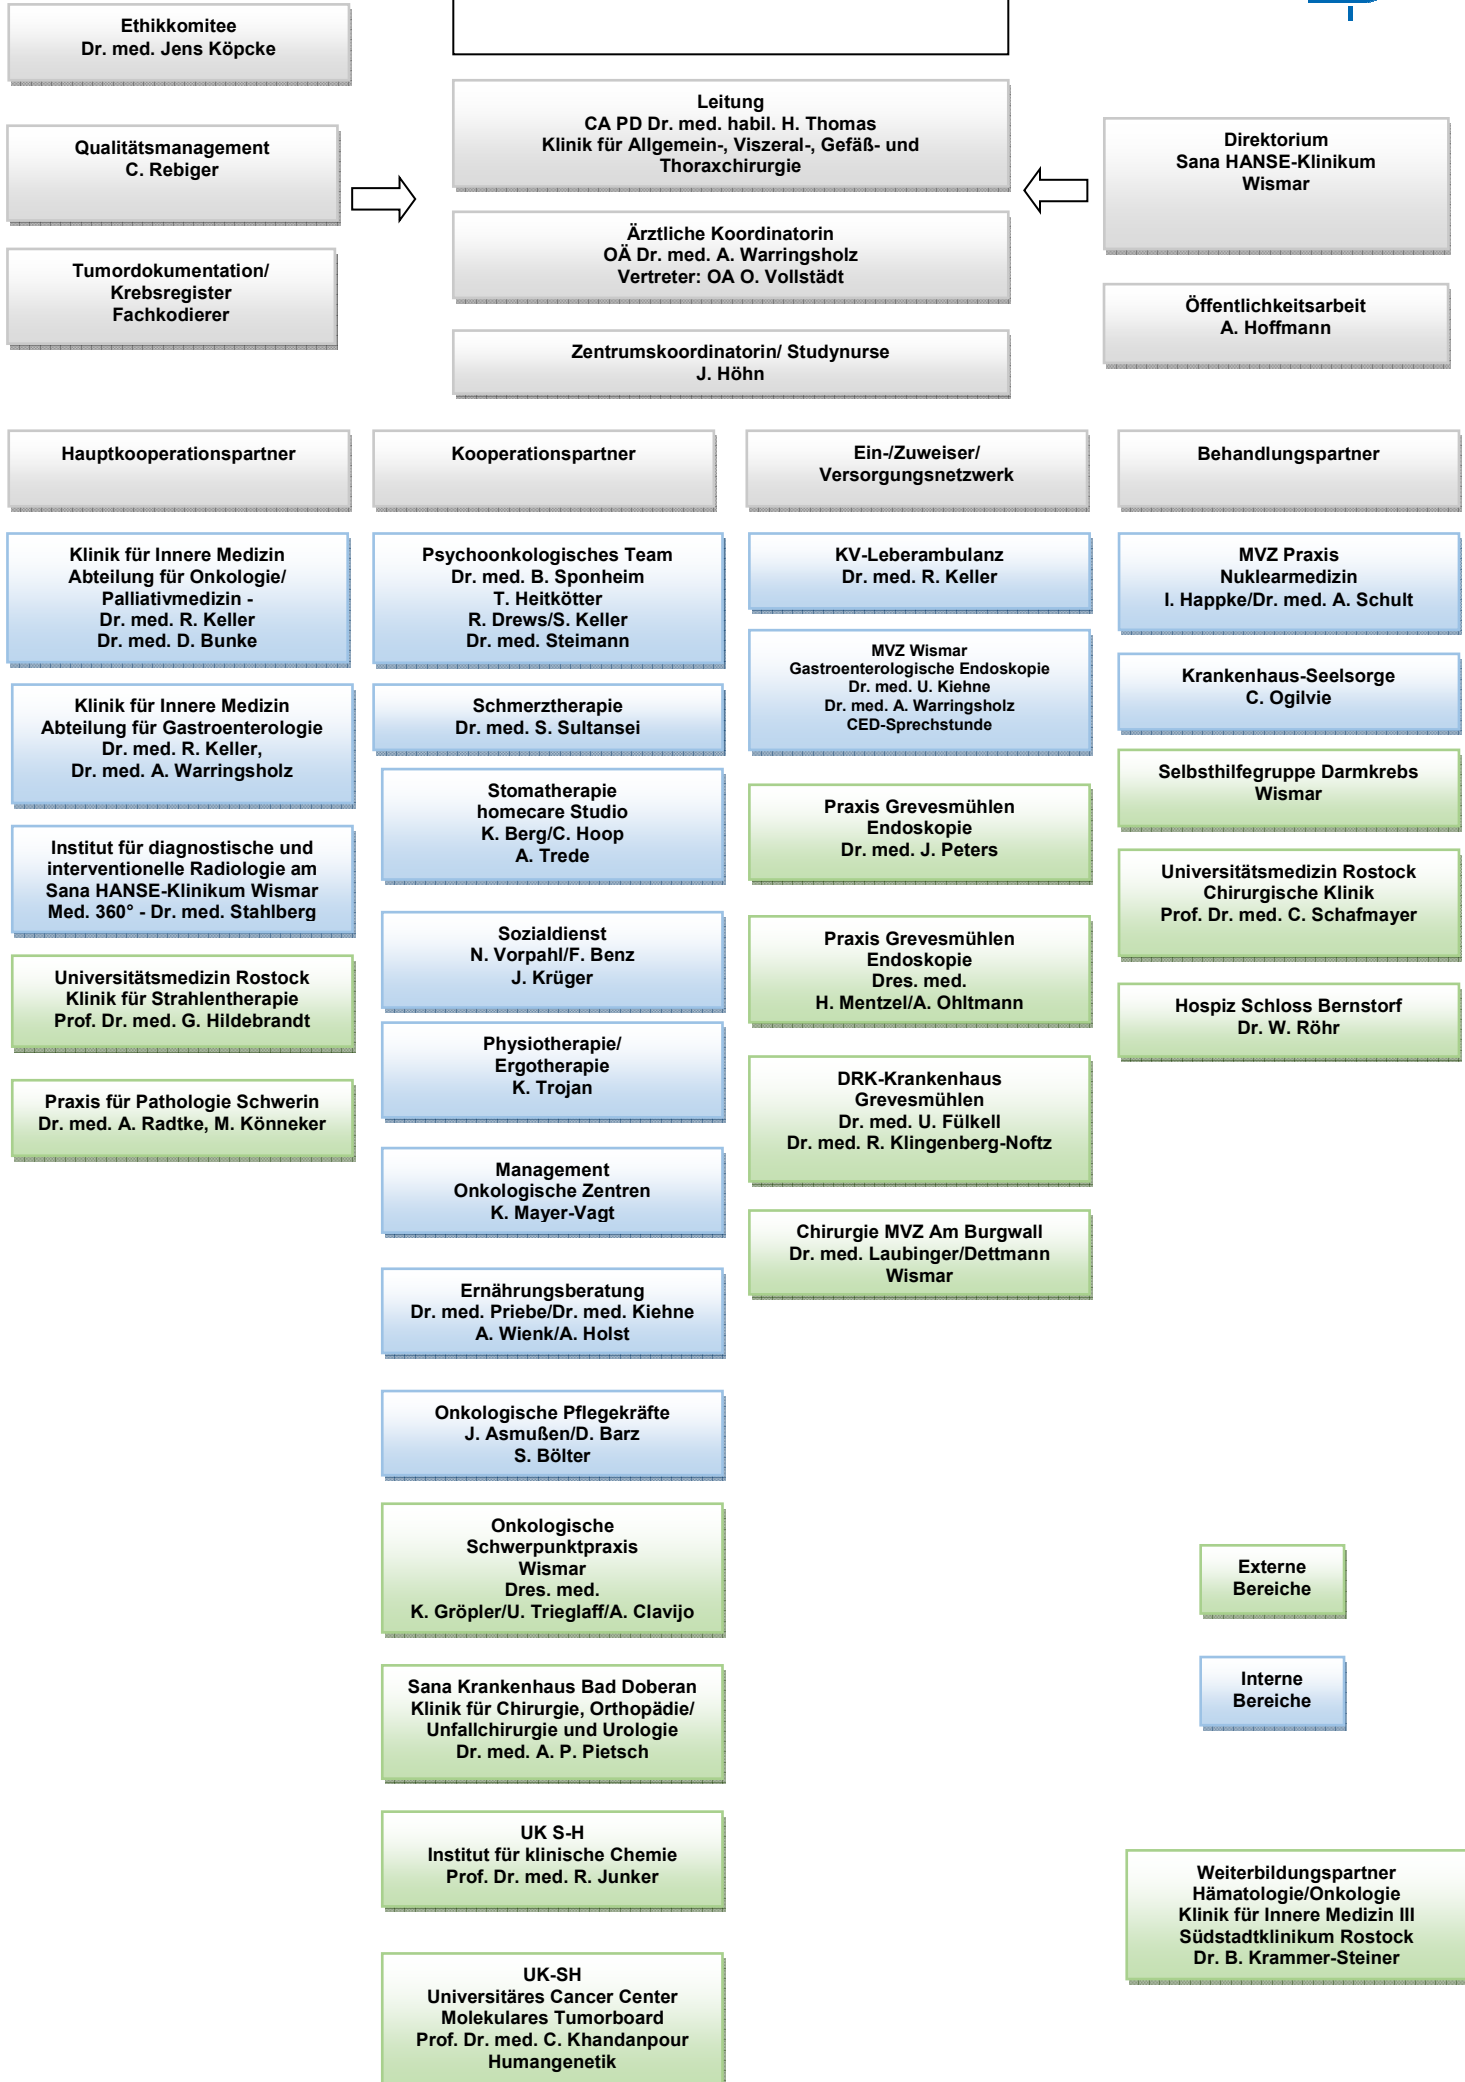 Ethikkomitee
Dr. med. Jens Köpcke
Leitung
CA PD Dr. med. habil. H. Thomas
Klinik für Allgemein-, Viszeral-, Gefäß- und
Thoraxchirurgie
Qualitätsmanagement
C. Rebiger
Direktorium
Sana HANSE-Klinikum
Wismar
Ärztliche Koordinatorin
OÄ Dr. med. A. Warringsholz
Vertreter: OA O. Vollstädt
Tumordokumentation/
Krebsregister
Fachkodierer
Öffentlichkeitsarbeit
A. Hoffmann
Zentrumskoordinatorin/ Studynurse
J. Höhn
Hauptkooperationspartner
Klinik für Innere Medizin
Abteilung für Onkologie/
Palliativmedizin -
Dr. med. R. Keller
Dr. med. D. Bunke
Klinik für Innere Medizin
Abteilung für Gastroenterologie
Dr. med. R. Keller,
Dr. med. A. Warringsholz
Institut für diagnostische und
interventionelle Radiologie am
Sana HANSE-Klinikum Wismar
Med. 360° - Dr. med. Stahlberg
Universitätsmedizin Rostock
Klinik für Strahlentherapie
Prof. Dr. med. G. Hildebrandt
Praxis für Pathologie Schwerin
Dr. med. A. Radtke, M. Könneker
Kooperationspartner
Psychoonkologisches Team
Dr. med. B. Sponheim
T. Heitkötter
R. Drews/S. Keller
Dr. med. Steimann
Schmerztherapie
Dr. med. S. Sultansei
Stomatherapie
homecare Studio
K. Berg/C. Hoop
A. Trede
Sozialdienst
N. Vorpahl/F. Benz
J. Krüger
Physiotherapie/
Ergotherapie
K. Trojan
Management
Onkologische Zentren
K. Mayer-Vagt
Ernährungsberatung
Dr. med. Priebe/Dr. med. Kiehne
A. Wienk/A. Holst
Onkologische Pflegekräfte
J. Asmußen/D. Barz
S. Bölter
Onkologische
Schwerpunktpraxis
Wismar
Dres. med.
K. Gröpler/U. Trieglaff/A. Clavijo
Sana Krankenhaus Bad Doberan
Klinik für Chirurgie, Orthopädie/
Unfallchirurgie und Urologie
Dr. med. A. P. Pietsch
UK S-H
Institut für klinische Chemie
Prof. Dr. med. R. Junker
UK-SH
Universitäres Cancer Center
Molekulares Tumorboard
Prof. Dr. med. C. Khandanpour
Humangenetik
Ein-/Zuweiser/
Versorgungsnetzwerk
KV-Leberambulanz
Dr. med. R. Keller
MVZ Wismar
Gastroenterologische Endoskopie
Dr. med. U. Kiehne
Dr. med. A. Warringsholz
CED-Sprechstunde
Praxis Grevesmühlen
Endoskopie
Dr. med. J. Peters
Praxis Grevesmühlen
Endoskopie
Dres. med.
H. Mentzel/A. Ohltmann
DRK-Krankenhaus
Grevesmühlen
Dr. med. U. Fülkell
Dr. med. R. Klingenberg-Noftz
Chirurgie MVZ Am Burgwall
Dr. med. Laubinger/Dettmann
Wismar
Behandlungspartner
MVZ Praxis
Nuklearmedizin
I. Happke/Dr. med. A. Schult
Krankenhaus-Seelsorge
C. Ogilvie
Selbsthilfegruppe Darmkrebs
Wismar
Universitätsmedizin Rostock
Chirurgische Klinik
Prof. Dr. med. C. Schafmayer
Hospiz Schloss Bernstorf
Dr. W. Röhr
Externe
Bereiche
Interne
Bereiche
Weiterbildungspartner
Hämatologie/Onkologie
Klinik für Innere Medizin III
Südstadtklinikum Rostock
Dr. B. Krammer-Steiner